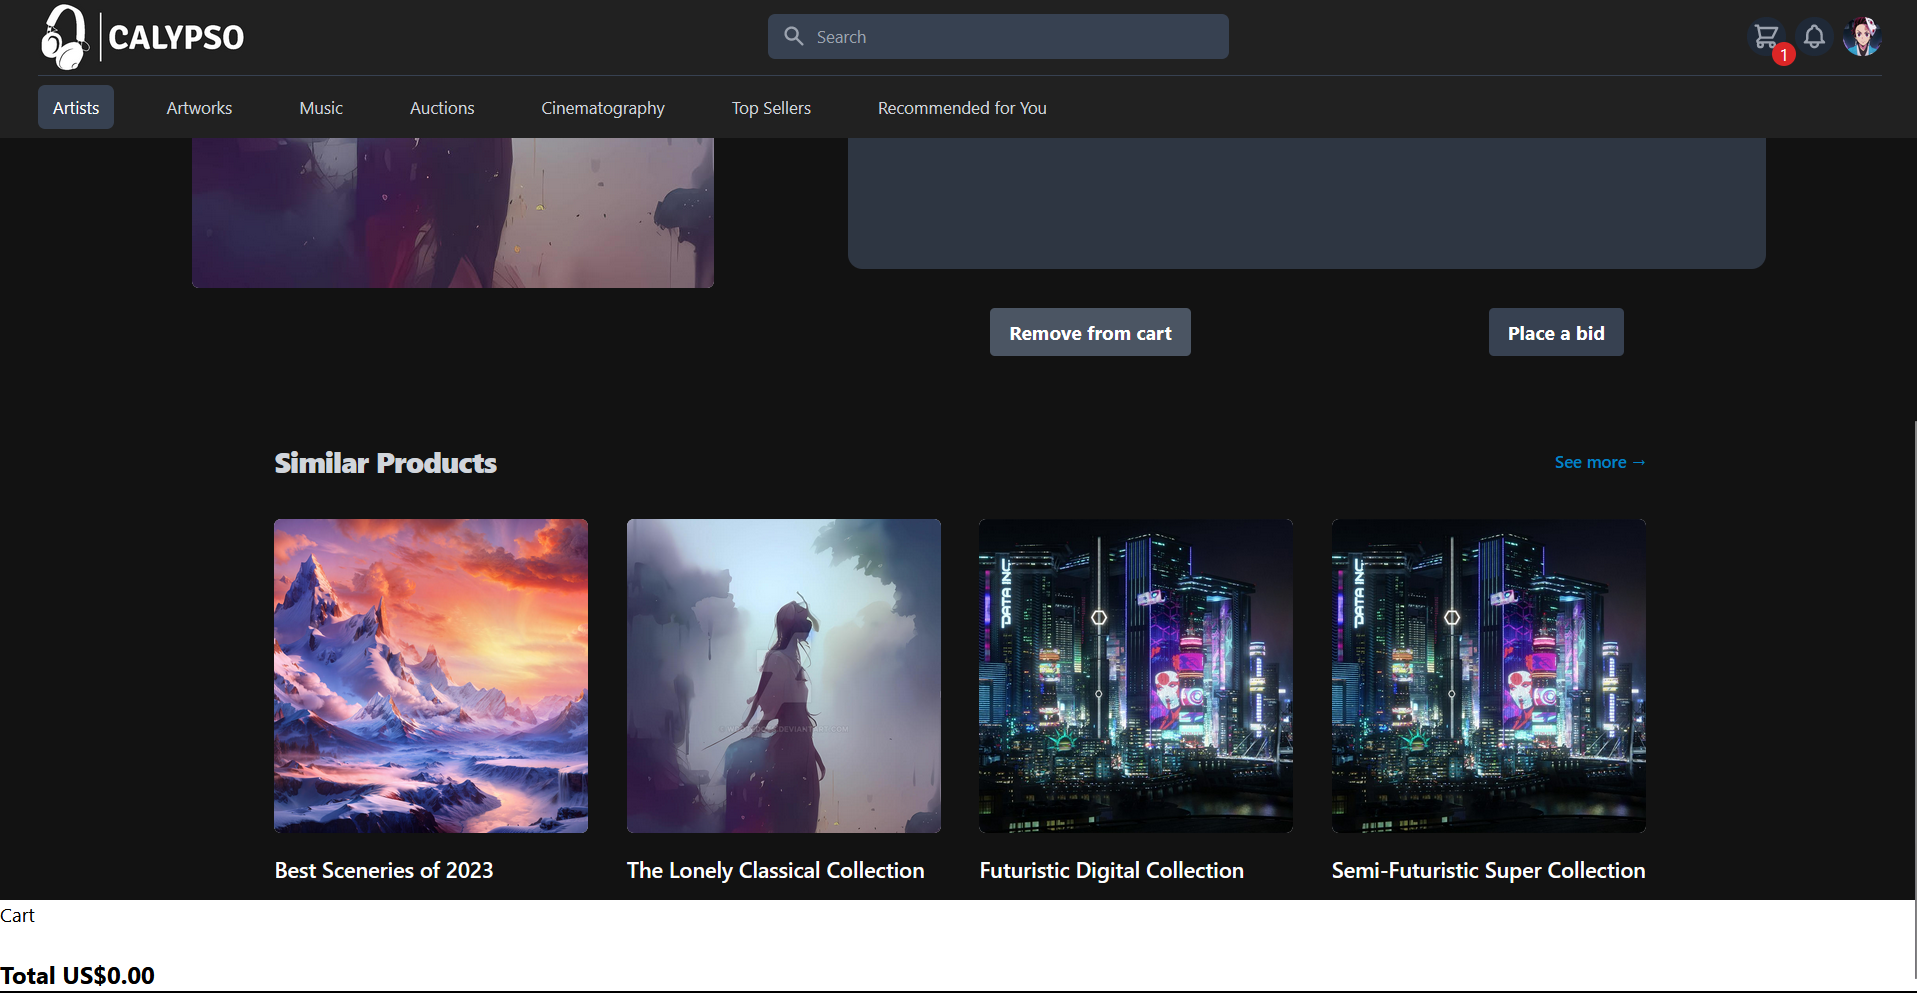 CALYPSO
Search
1
Artists Artworks Music Auctions Cinematography Top Sellers Recommended for You
Remove from cart Place a bid
Similar Products See more →
DATA INC DATA INC
Best Sceneries of 2023 The Lonely Classical Collection Futuristic Digital Collection Semi-Futuristic Super Collection
Cart
Total US$0.00